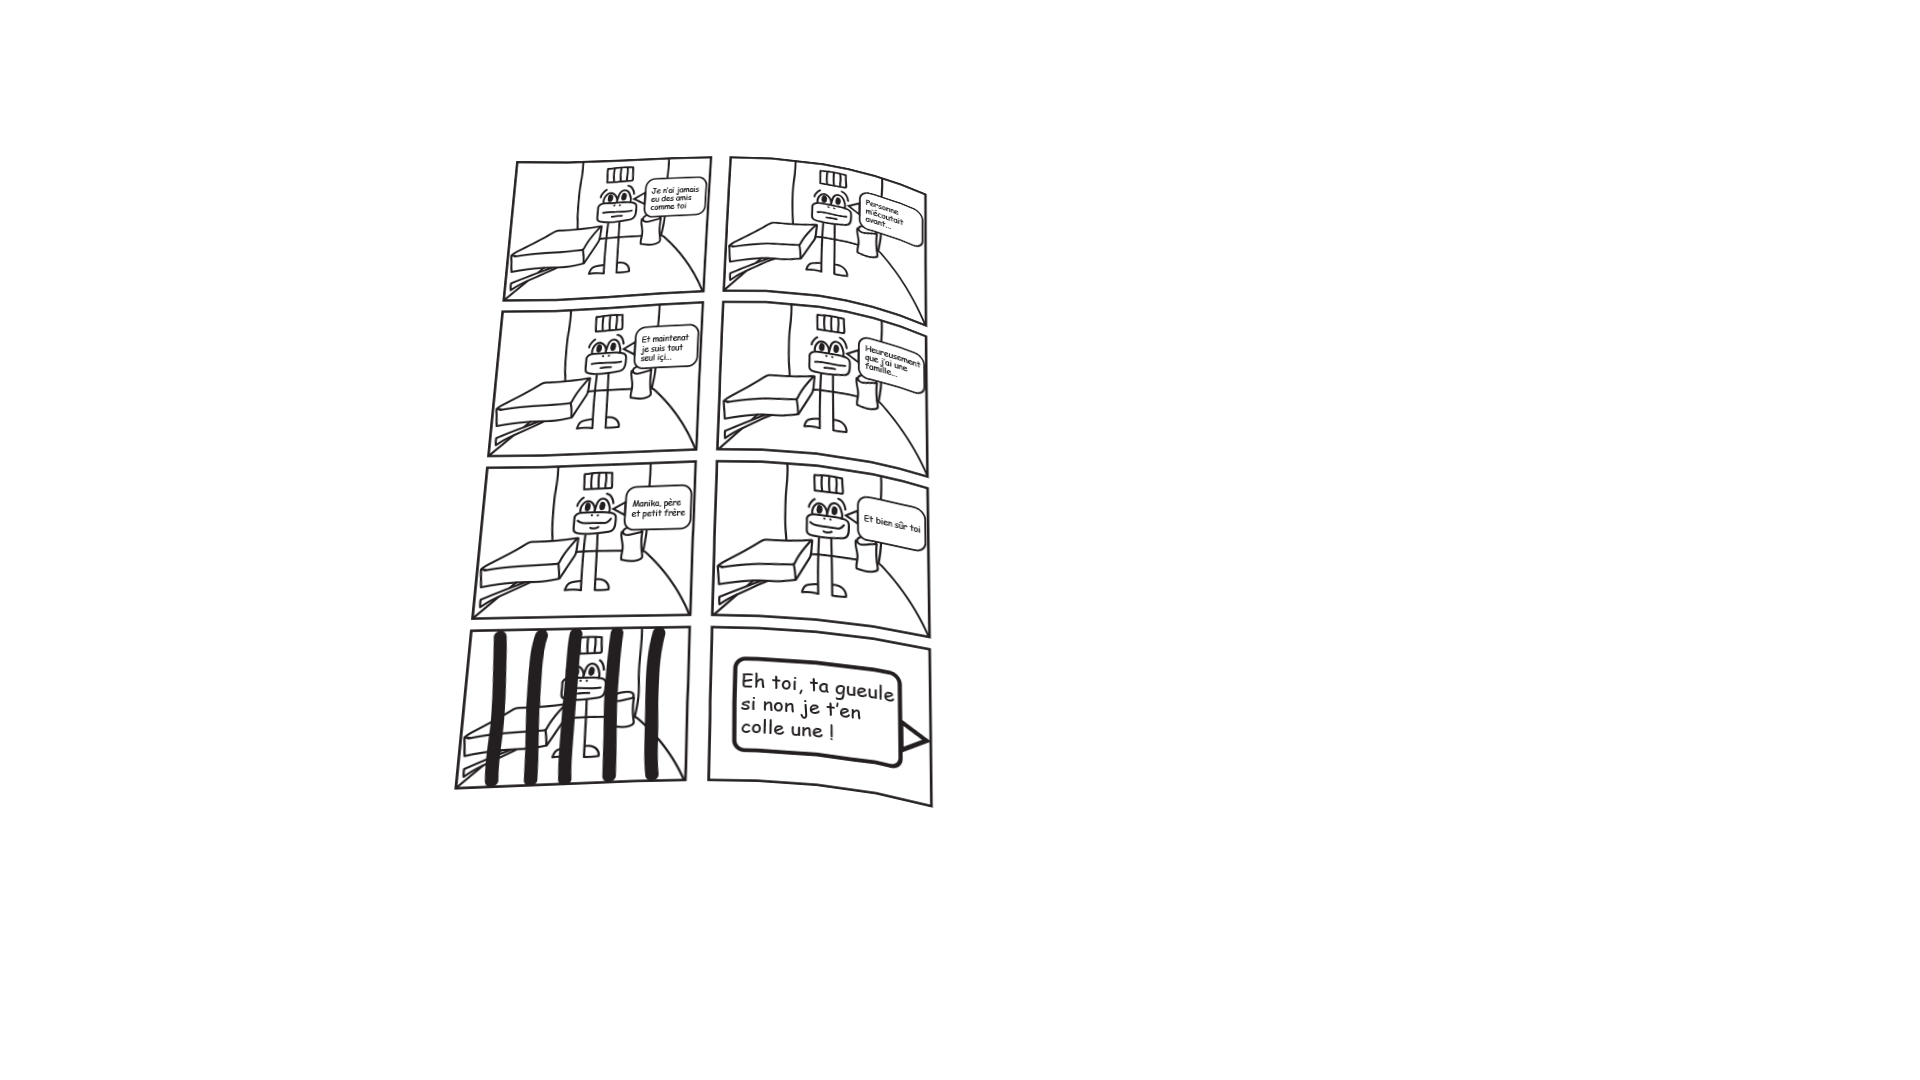 Je n'ai jamais
eu des amis
comme toi
Personne
m'écoutait
avant...
Et maintenat
je suis tout
seul içi...
Heureusement
que j'ai une
famille...
Manika, père
et petit frère
Et bien sûr toi
Eh toi, ta gueule
si non je t'en
colle une !